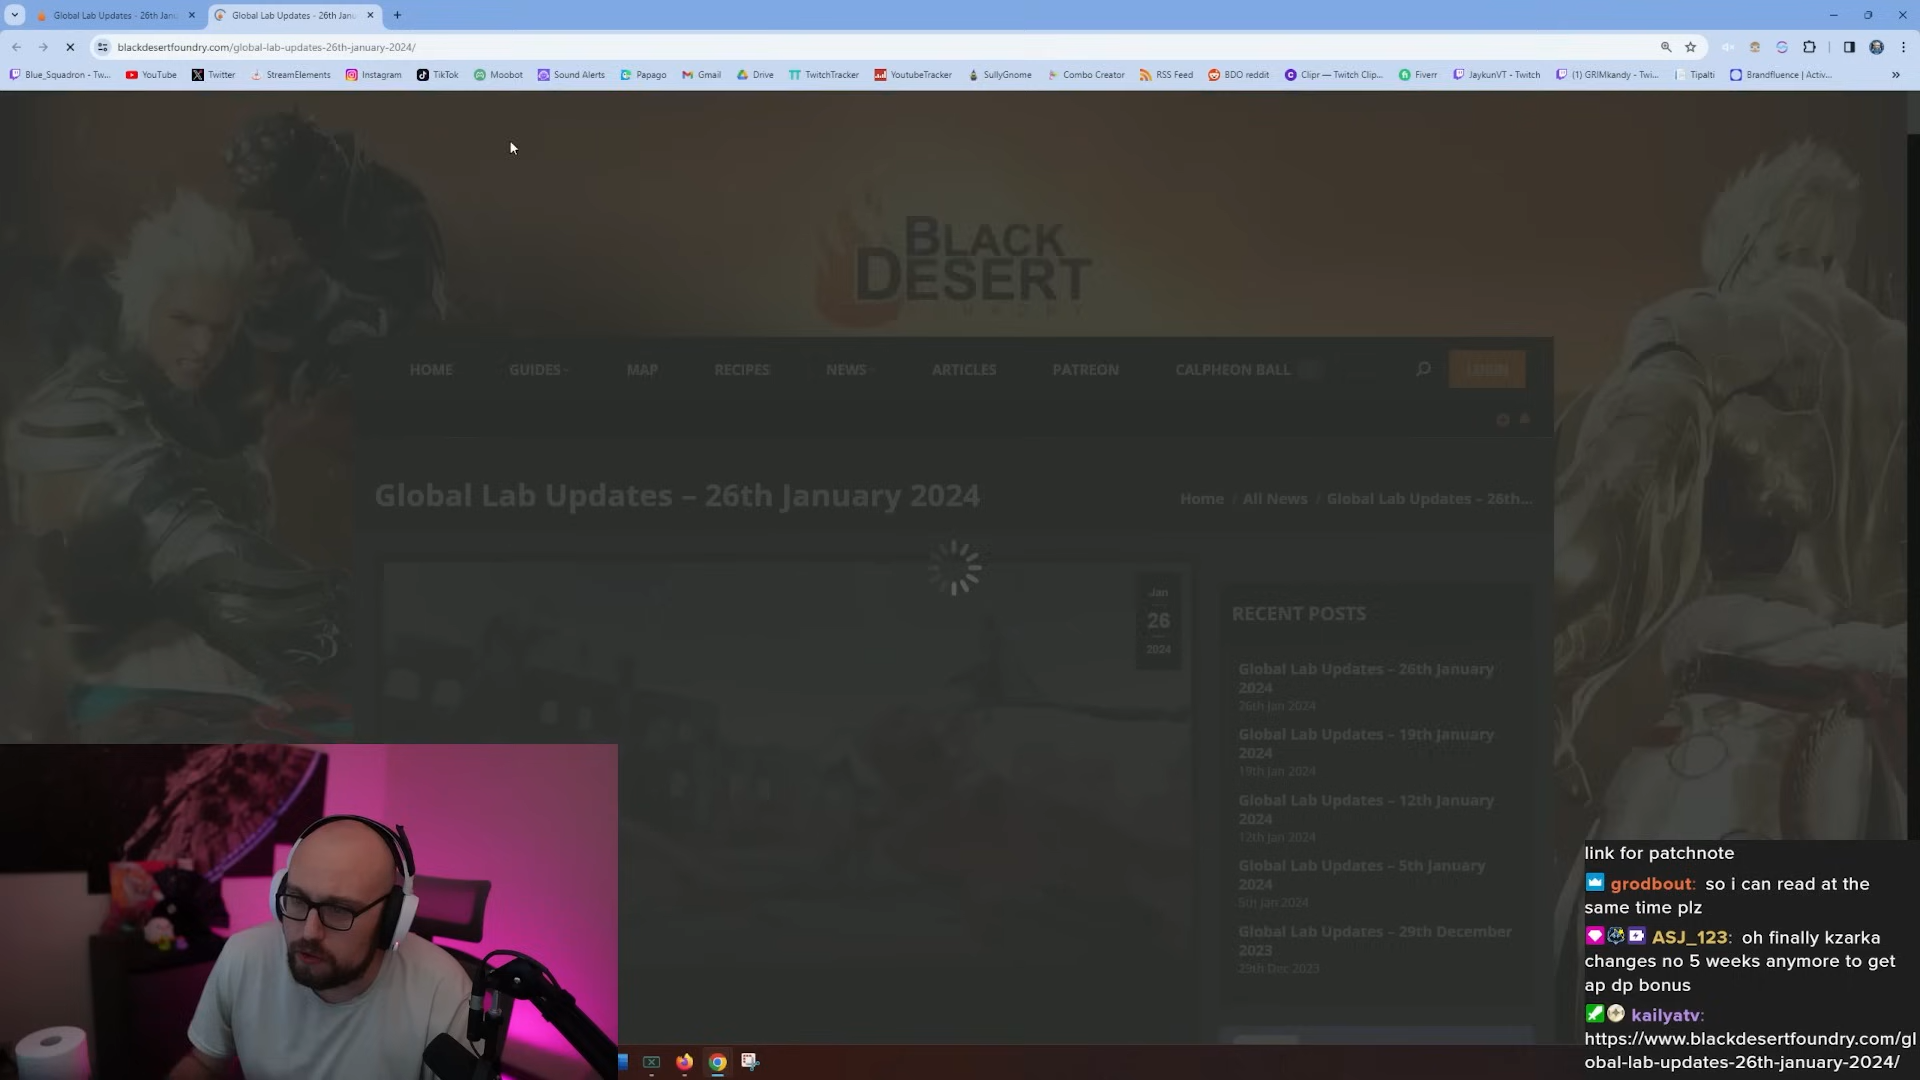 Global Lab Updates - 26th Janu
Global Lab Updates - 26th Janu
blackdesertfoundry.com/global-lab-updates-26th-january-2024/
Blue_Squadron - Tw...
YouTube
Twitter
StreamElements
Instagram
TikTok
Moobot
Sound Alerts
Papago
Gmail
Drive
TwitchTracker
YoutubeTracker
SullyGnome
Combo Creator
RSS Feed
BDO reddit
Clipr — Twitch Clip...
Fiverr
JaykunVT - Twitch
(1) GRIMkandy - Twi...
Tipalti
Brandfluence | Activ...
BLACK
DESERT
HOME
GUIDES
MAP
RECIPES
NEWS
ARTICLES
PATREON
CALPHEON BALL
LOGIN
Global Lab Updates – 26th January 2024
Home / All News / Global Lab Updates – 26th...
Jan
26
2024
RECENT POSTS
Global Lab Updates – 26th January
2024
26th Jan 2024
Global Lab Updates – 19th January
2024
19th Jan 2024
Global Lab Updates – 12th January
2024
12th Jan 2024
Global Lab Updates – 5th January
2024
5th Jan 2024
Global Lab Updates – 29th December
2023
29th Dec 2023
link for patchnote
grodbout: so i can read at the
same time plz
ASJ_123: oh finally kzarka
changes no 5 weeks anymore to get
ap dp bonus
kailyatv:
https://www.blackdesertfoundry.com/gl
obal-lab-updates-26th-january-2024/